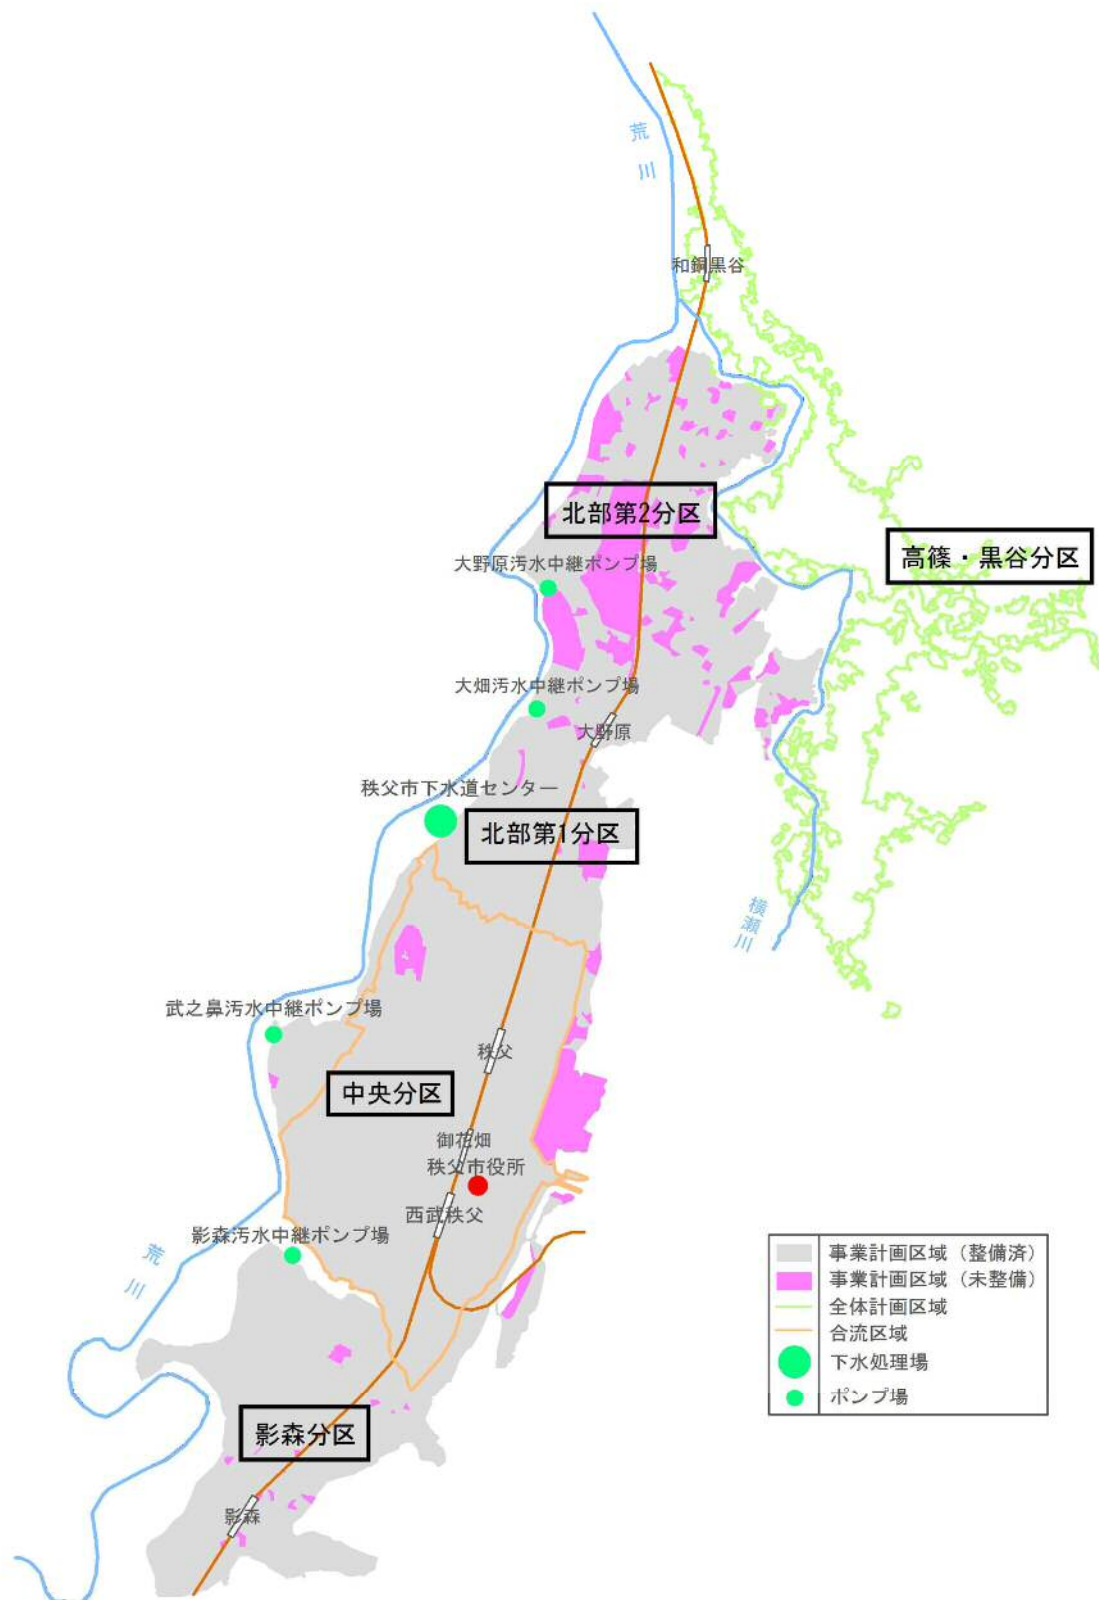 荒川
和銅黒谷
北部第2分区
高篠・黒谷分区
大野原汚水中継ポンプ場
大畑汚水中継ポンプ場
大野原
秩父市下水道センター
北部第1分区
横瀬川
武之鼻汚水中継ポンプ場
秩父
中央分区
御花畑
秩父市役所
西武秩父
影森汚水中継ポンプ場
荒川
事業計画区域（整備済）
事業計画区域（未整備）
全体計画区域
合流区域
下水処理場
ポンプ場
影森分区
影森